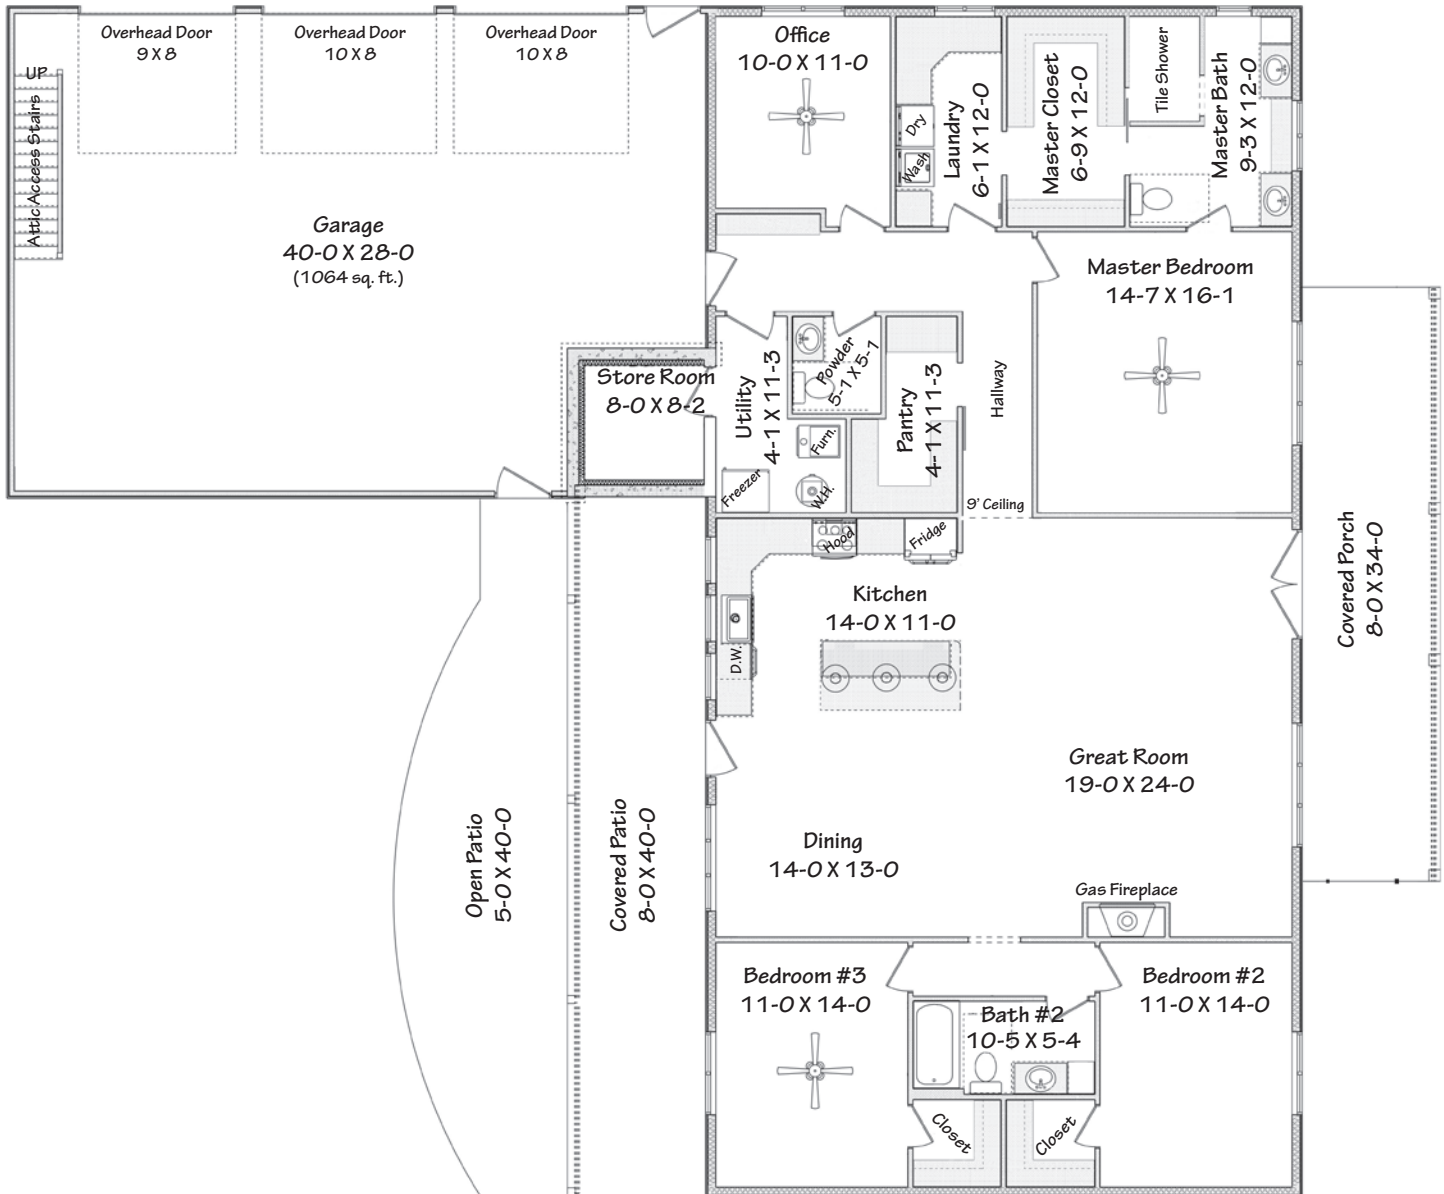 Overhead Door
9 X 8
Overhead Door
10 X 8
Overhead Door
10 X 8
UP
Attic Access Stairs
Garage
40-0 X 28-0
(1064 sq. ft.)
Office
10-0 X 11-0
Dry
Wash
Laundry
6-1 X 12-0
Master Closet
6-9 X 12-0
Tile Shower
Master Bath
9-3 X 12-0
Master Bedroom
14-7 X 16-1
Store Room
8-0 X 8-2
Utility
4-1 X 11-3
Powder
5-1 X 5-1
Furn.
Freezer
W.H.
Pantry
4-1 X 11-3
Hallway
9' Ceiling
Hood
Fridge
Kitchen
14-0 X 11-0
D.W.
Covered Porch
8-0 X 34-0
Great Room
19-0 X 24-0
Dining
14-0 X 13-0
Gas Fireplace
Open Patio
5-0 X 40-0
Covered Patio
8-0 X 40-0
Bedroom #3
11-0 X 14-0
Bath #2
10-5 X 5-4
Bedroom #2
11-0 X 14-0
Closet
Closet